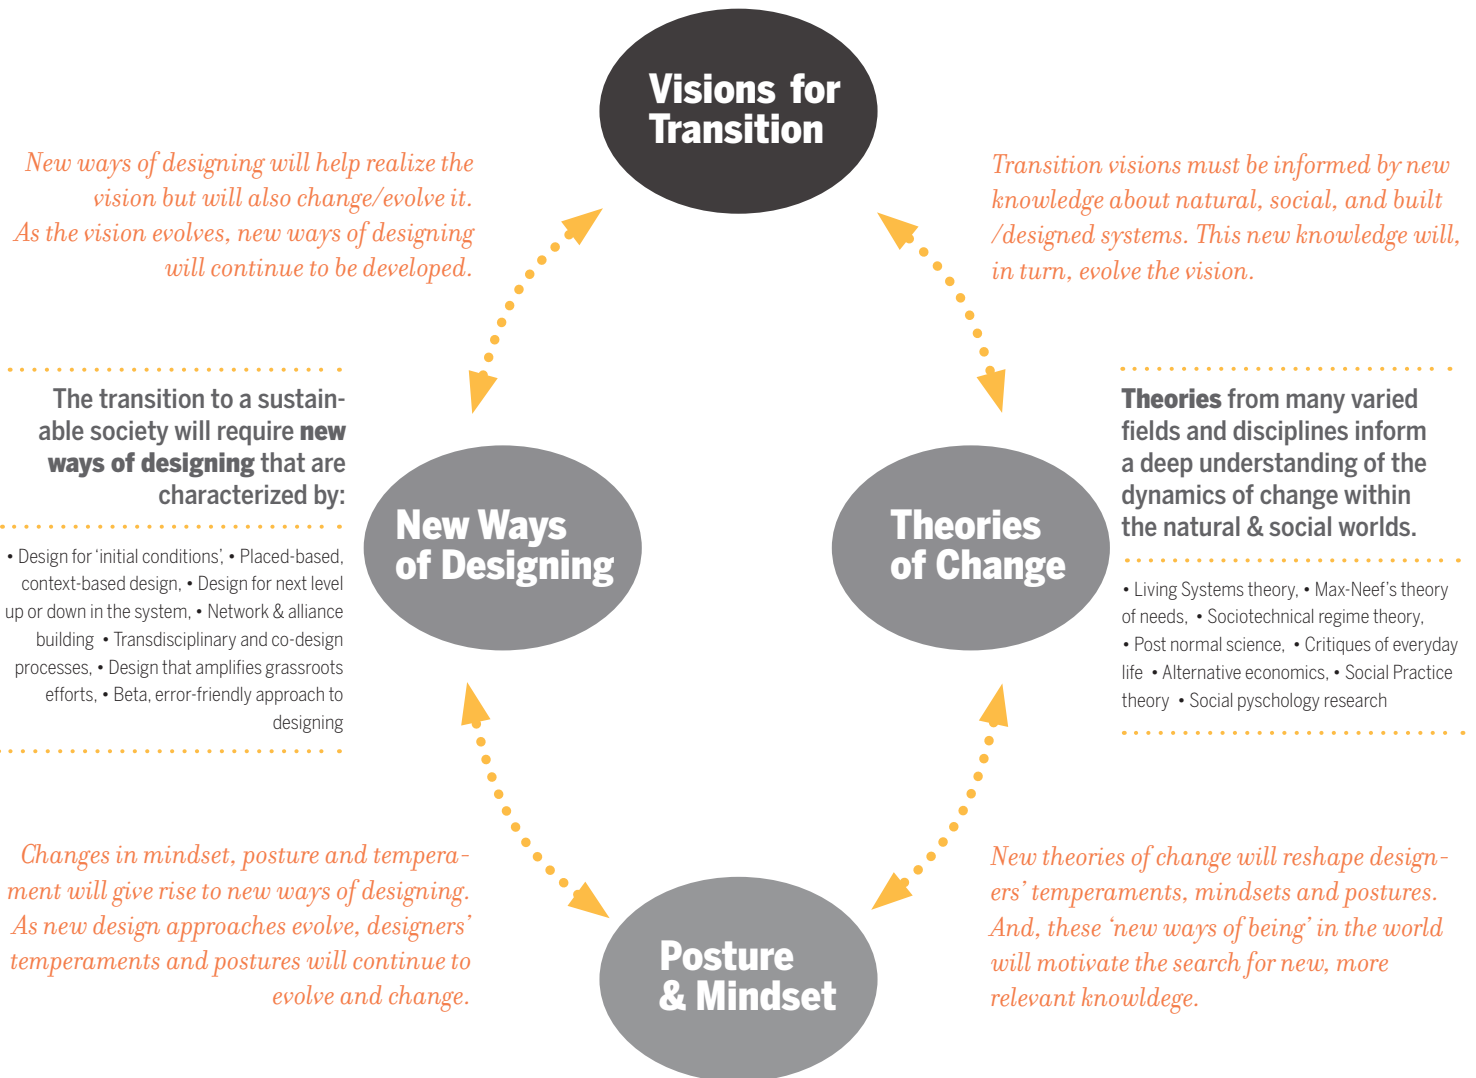 Visions for
Transition
New ways of designing will help realize the
vision but will also change/evolve it.
As the vision evolves, new ways of designing
will continue to be developed.
Transition visions must be informed by new
knowledge about natural, social, and built
/designed systems. This new knowledge will,
in turn, evolve the vision.
The transition to a sustain-
able society will require new
ways of designing that are
characterized by:
• Design for ‘initial conditions’, • Placed-based,
context-based design, • Design for next level
up or down in the system, • Network & alliance
building • Transdisciplinary and co-design
processes, • Design that amplifies grassroots
efforts, • Beta, error-friendly approach to
designing
New Ways
of Designing
Theories
of Change
Theories from many varied
fields and disciplines inform
a deep understanding of the
dynamics of change within
the natural & social worlds.
• Living Systems theory, • Max-Neef’s theory
of needs, • Sociotechnical regime theory,
• Post normal science, • Critiques of everyday
life • Alternative economics, • Social Practice
theory • Social pyschology research
Changes in mindset, posture and tempera-
ment will give rise to new ways of designing.
As new design approaches evolve, designers’
temperaments and postures will continue to
evolve and change.
Posture
& Mindset
New theories of change will reshape design-
ers’ temperaments, mindsets and postures.
And, these ‘new ways of being’ in the world
will motivate the search for new, more
relevant knowldege.